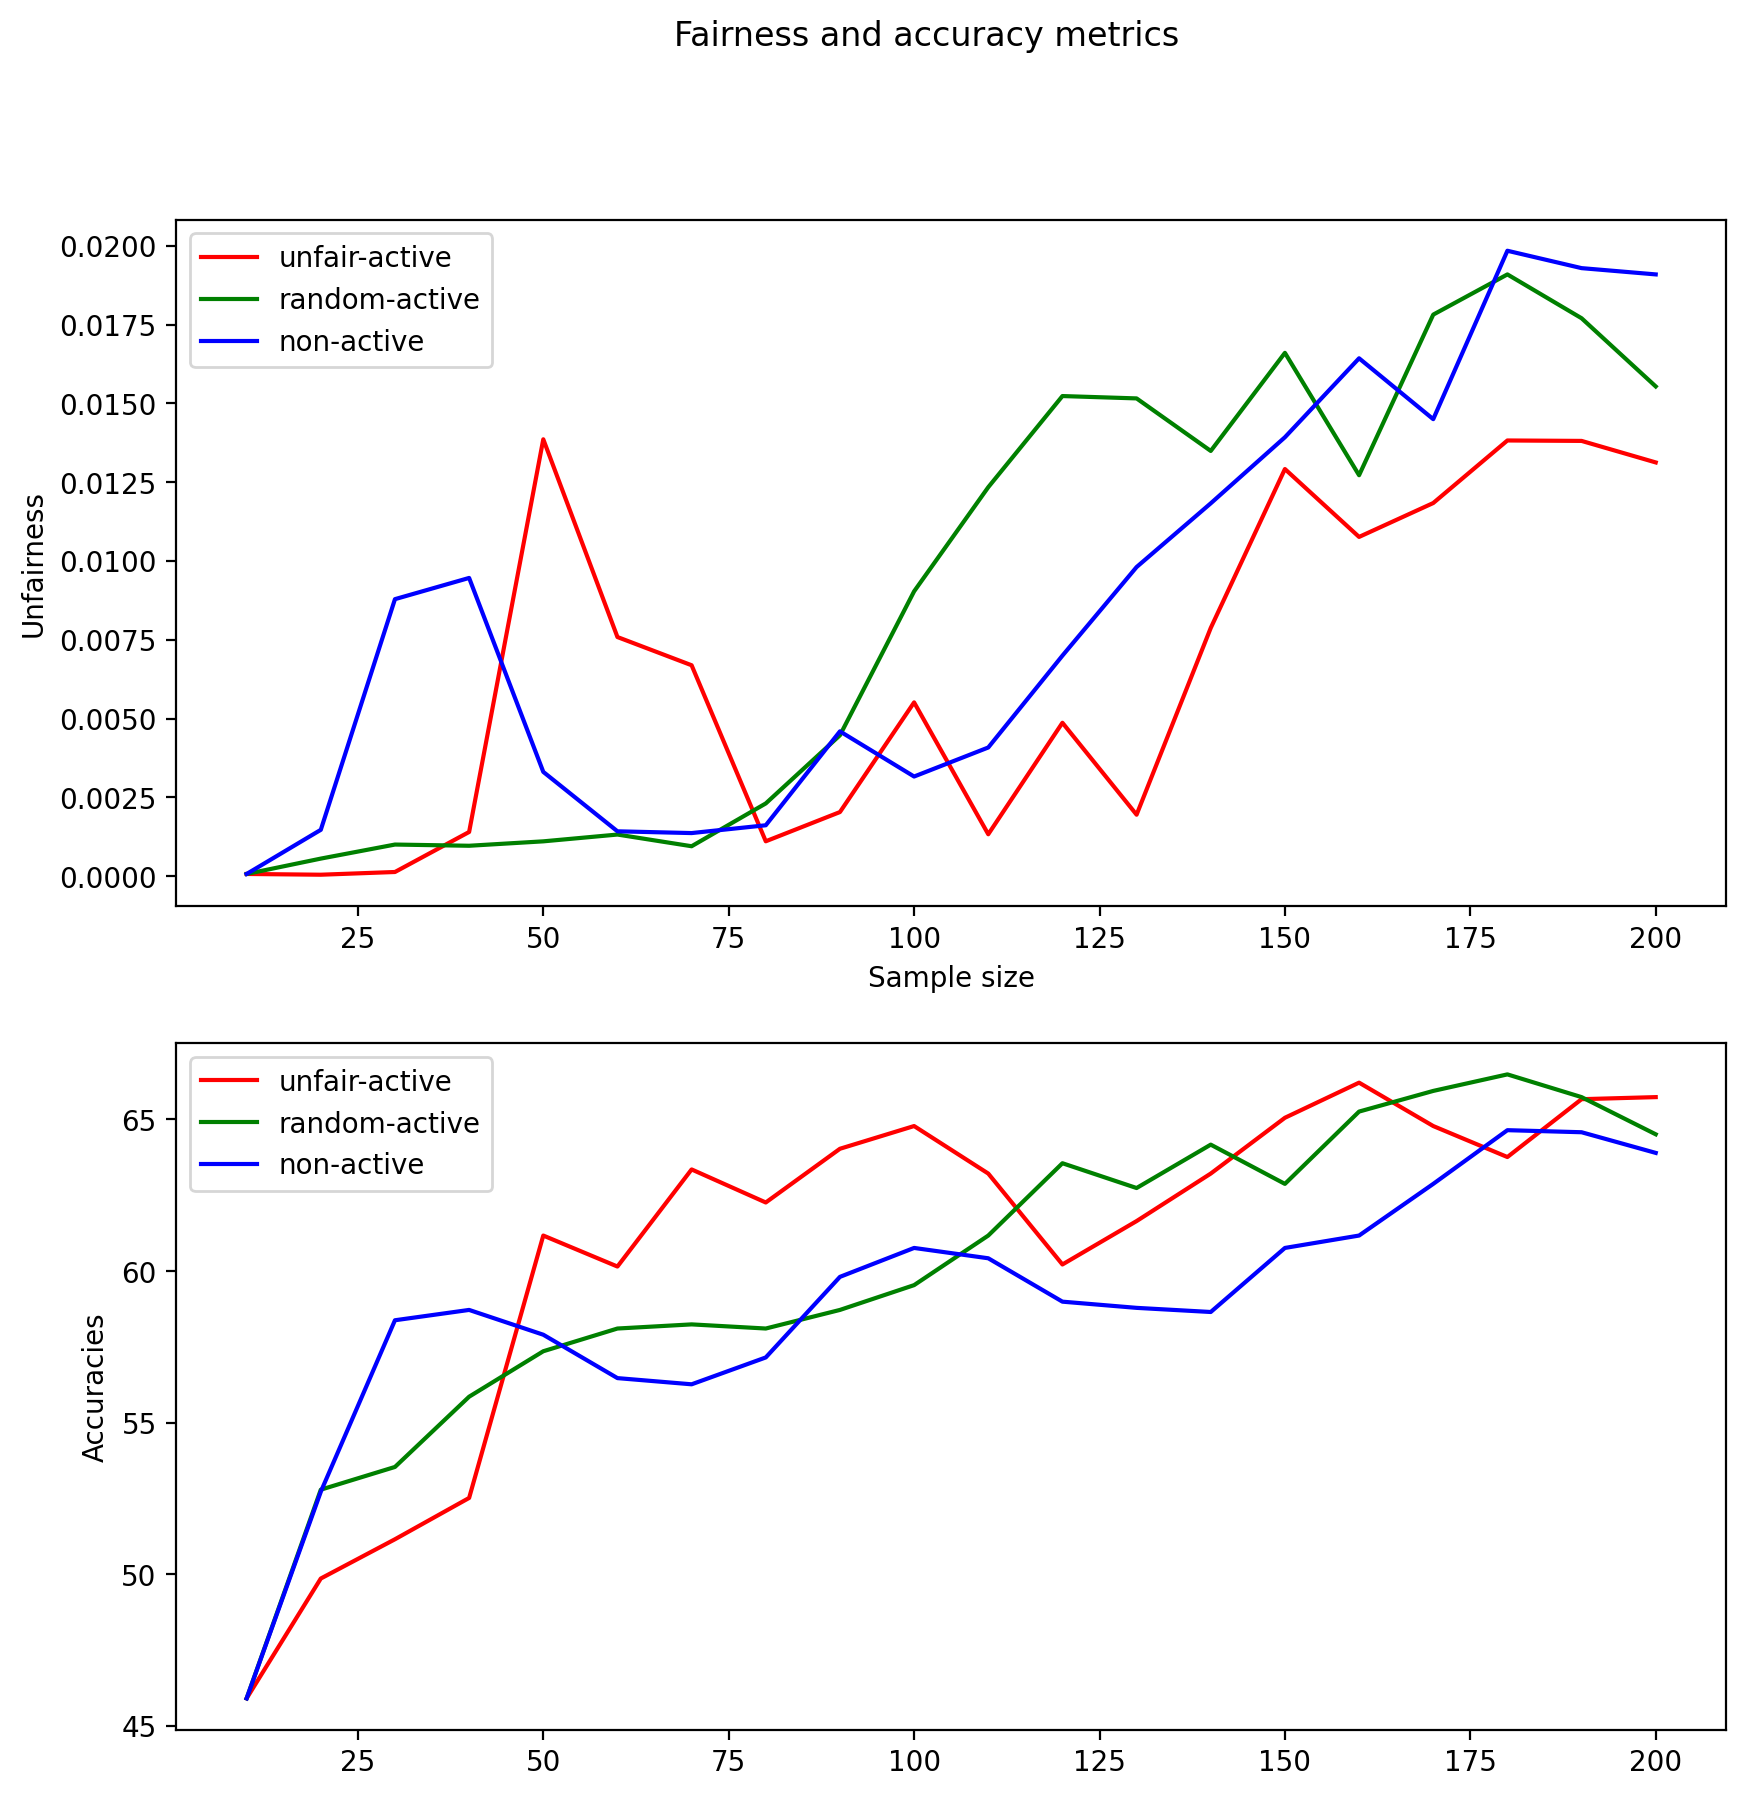 Fairness and accuracy metrics
unfair-active
random-active
non-active
0.0200
0.0175
0.0150
0.0125
0.0100
0.0075
0.0050
0.0025
0.0000
Unfairness
25 50 75 100 125 150 175 200
Sample size
unfair-active
random-active
non-active
65
60
55
50
45
Accuracies
25 50 75 100 125 150 175 200